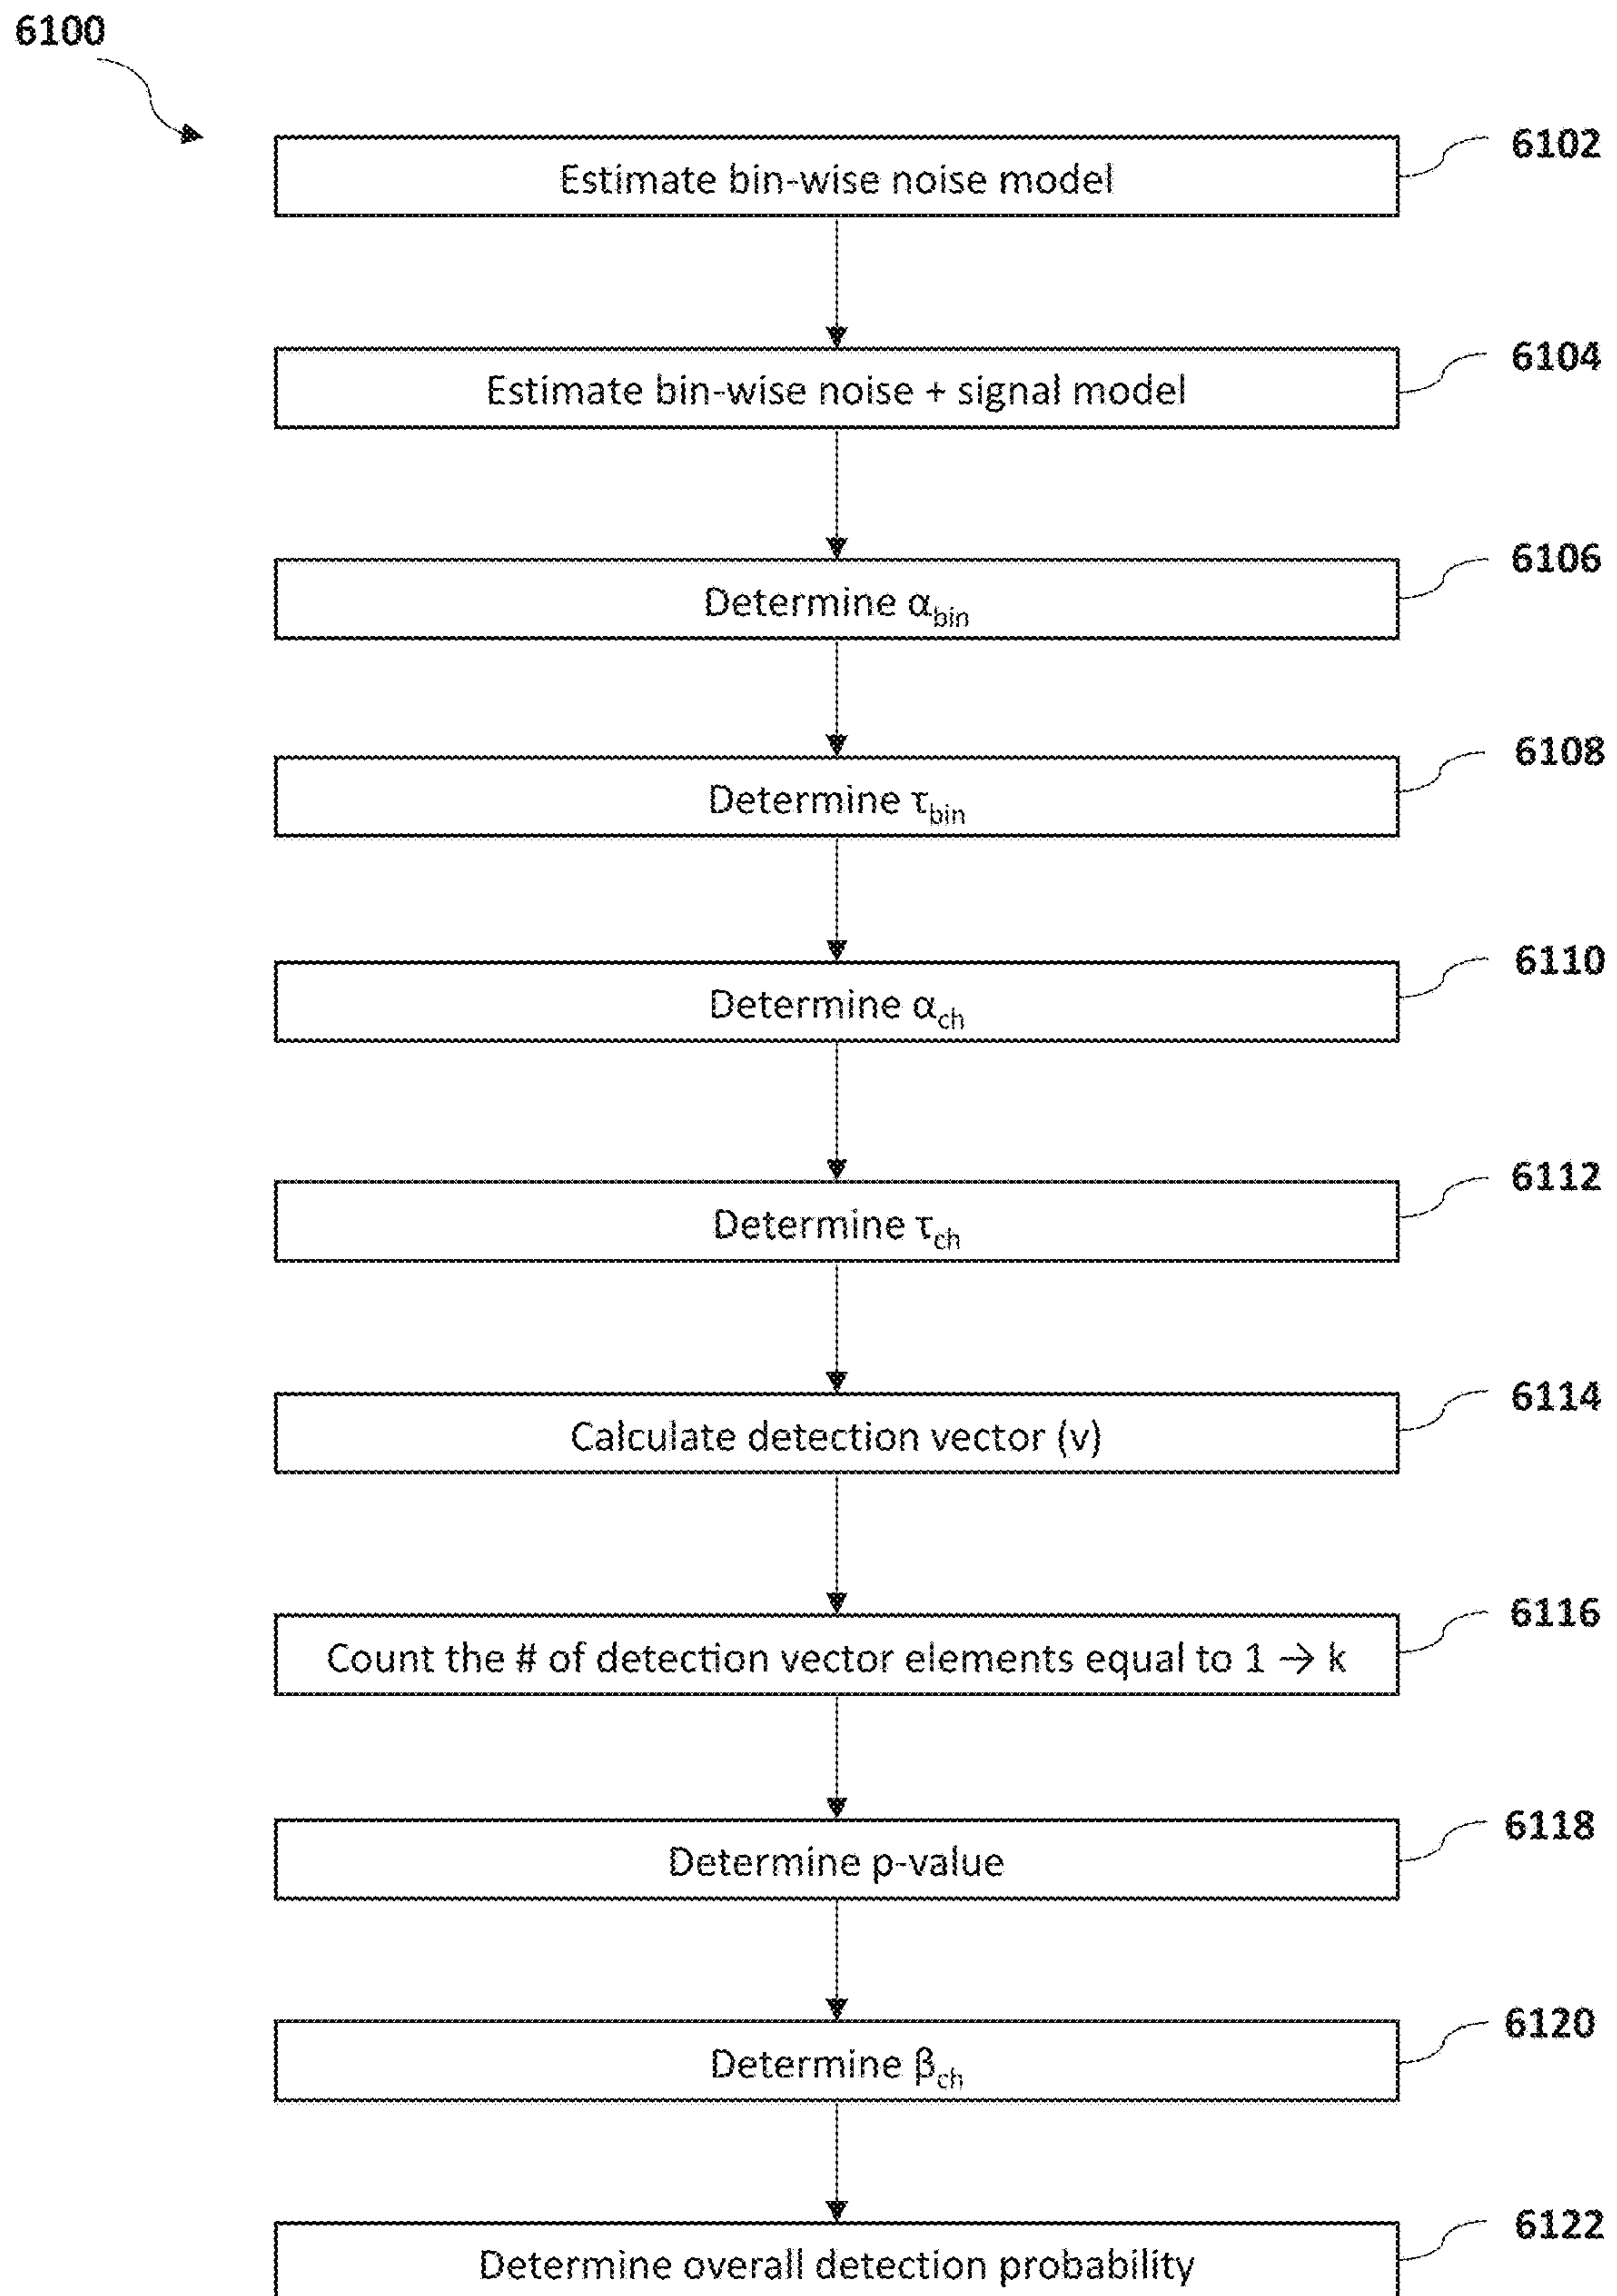 6100
6102
Estimate bin-wise noise model
6104
Estimate bin-wise noise + signal model
6106
Determine αbin
6108
Determine τbin
6110
Determine αch
6112
Determine τch
6114
Calculate detection vector (v)
6116
Count the # of detection vector elements equal to 1 → k
6118
Determine p-value
6120
Determine βch
6122
Determine overall detection probability